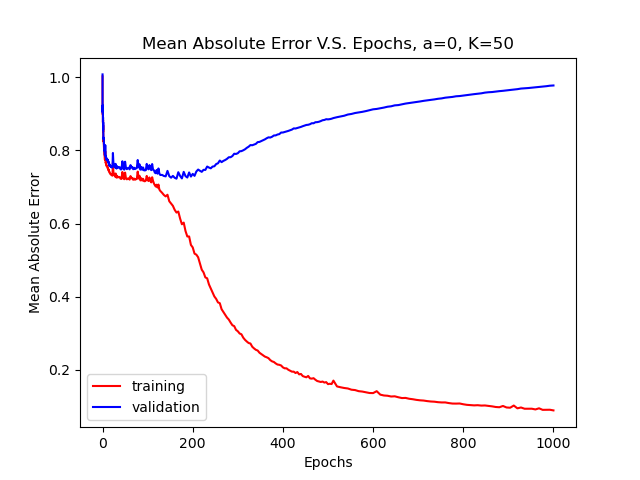 Mean Absolute Error V.S. Epochs, a=0, K=50
Mean Absolute Error
1.0
0.8
0.6
0.4
0.2
training
validation
0 200 400 600 800 1000
Epochs